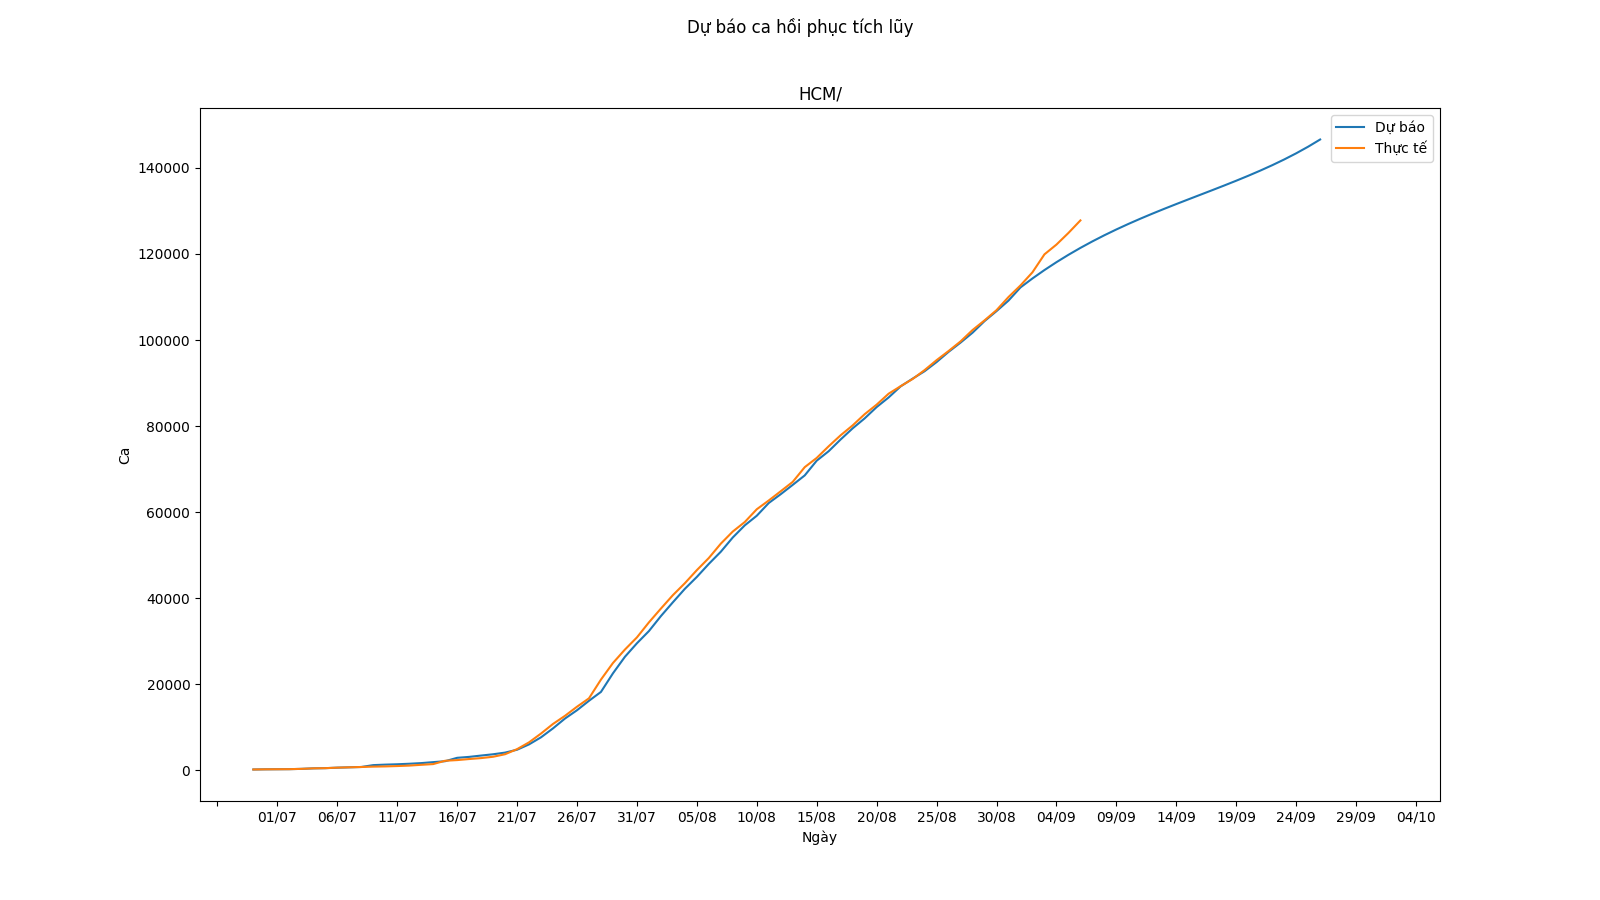 Dự báo ca hồi phục tích lũy
HCM/
Dự báo
Thực tế
140000
120000
100000
80000
60000
40000
20000
0
Ca
01/07 06/07 11/07 16/07 21/07 26/07 31/07 05/08 10/08 15/08 20/08 25/08 30/08 04/09 09/09 14/09 19/09 24/09 29/09 04/10
Ngày